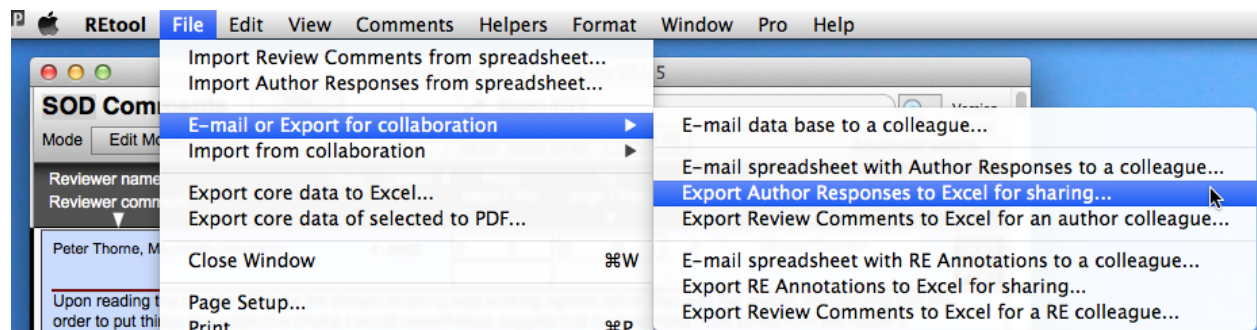 P REtool File Edit View Comments Helpers Format Window Pro Help
Import Review Comments from spreadsheet...
Import Author Responses from spreadsheet...
E-mail or Export for collaboration
Import from collaboration
Export core data to Excel...
Export core data of selected to PDF...
Close Window ⌘W
Page Setup...
Print ⌘P
E-mail data base to a colleague...
E-mail spreadsheet with Author Responses to a colleague...
Export Author Responses to Excel for sharing...
Export Review Comments to Excel for an author colleague...
E-mail spreadsheet with RE Annotations to a colleague...
Export RE Annotations to Excel for sharing...
Export Review Comments to Excel for a RE colleague...
5
SOD Com
Mode Edit Mo
Reviewer name
Reviewer comm
Peter Thorne, M
Upon reading t
order to put thi